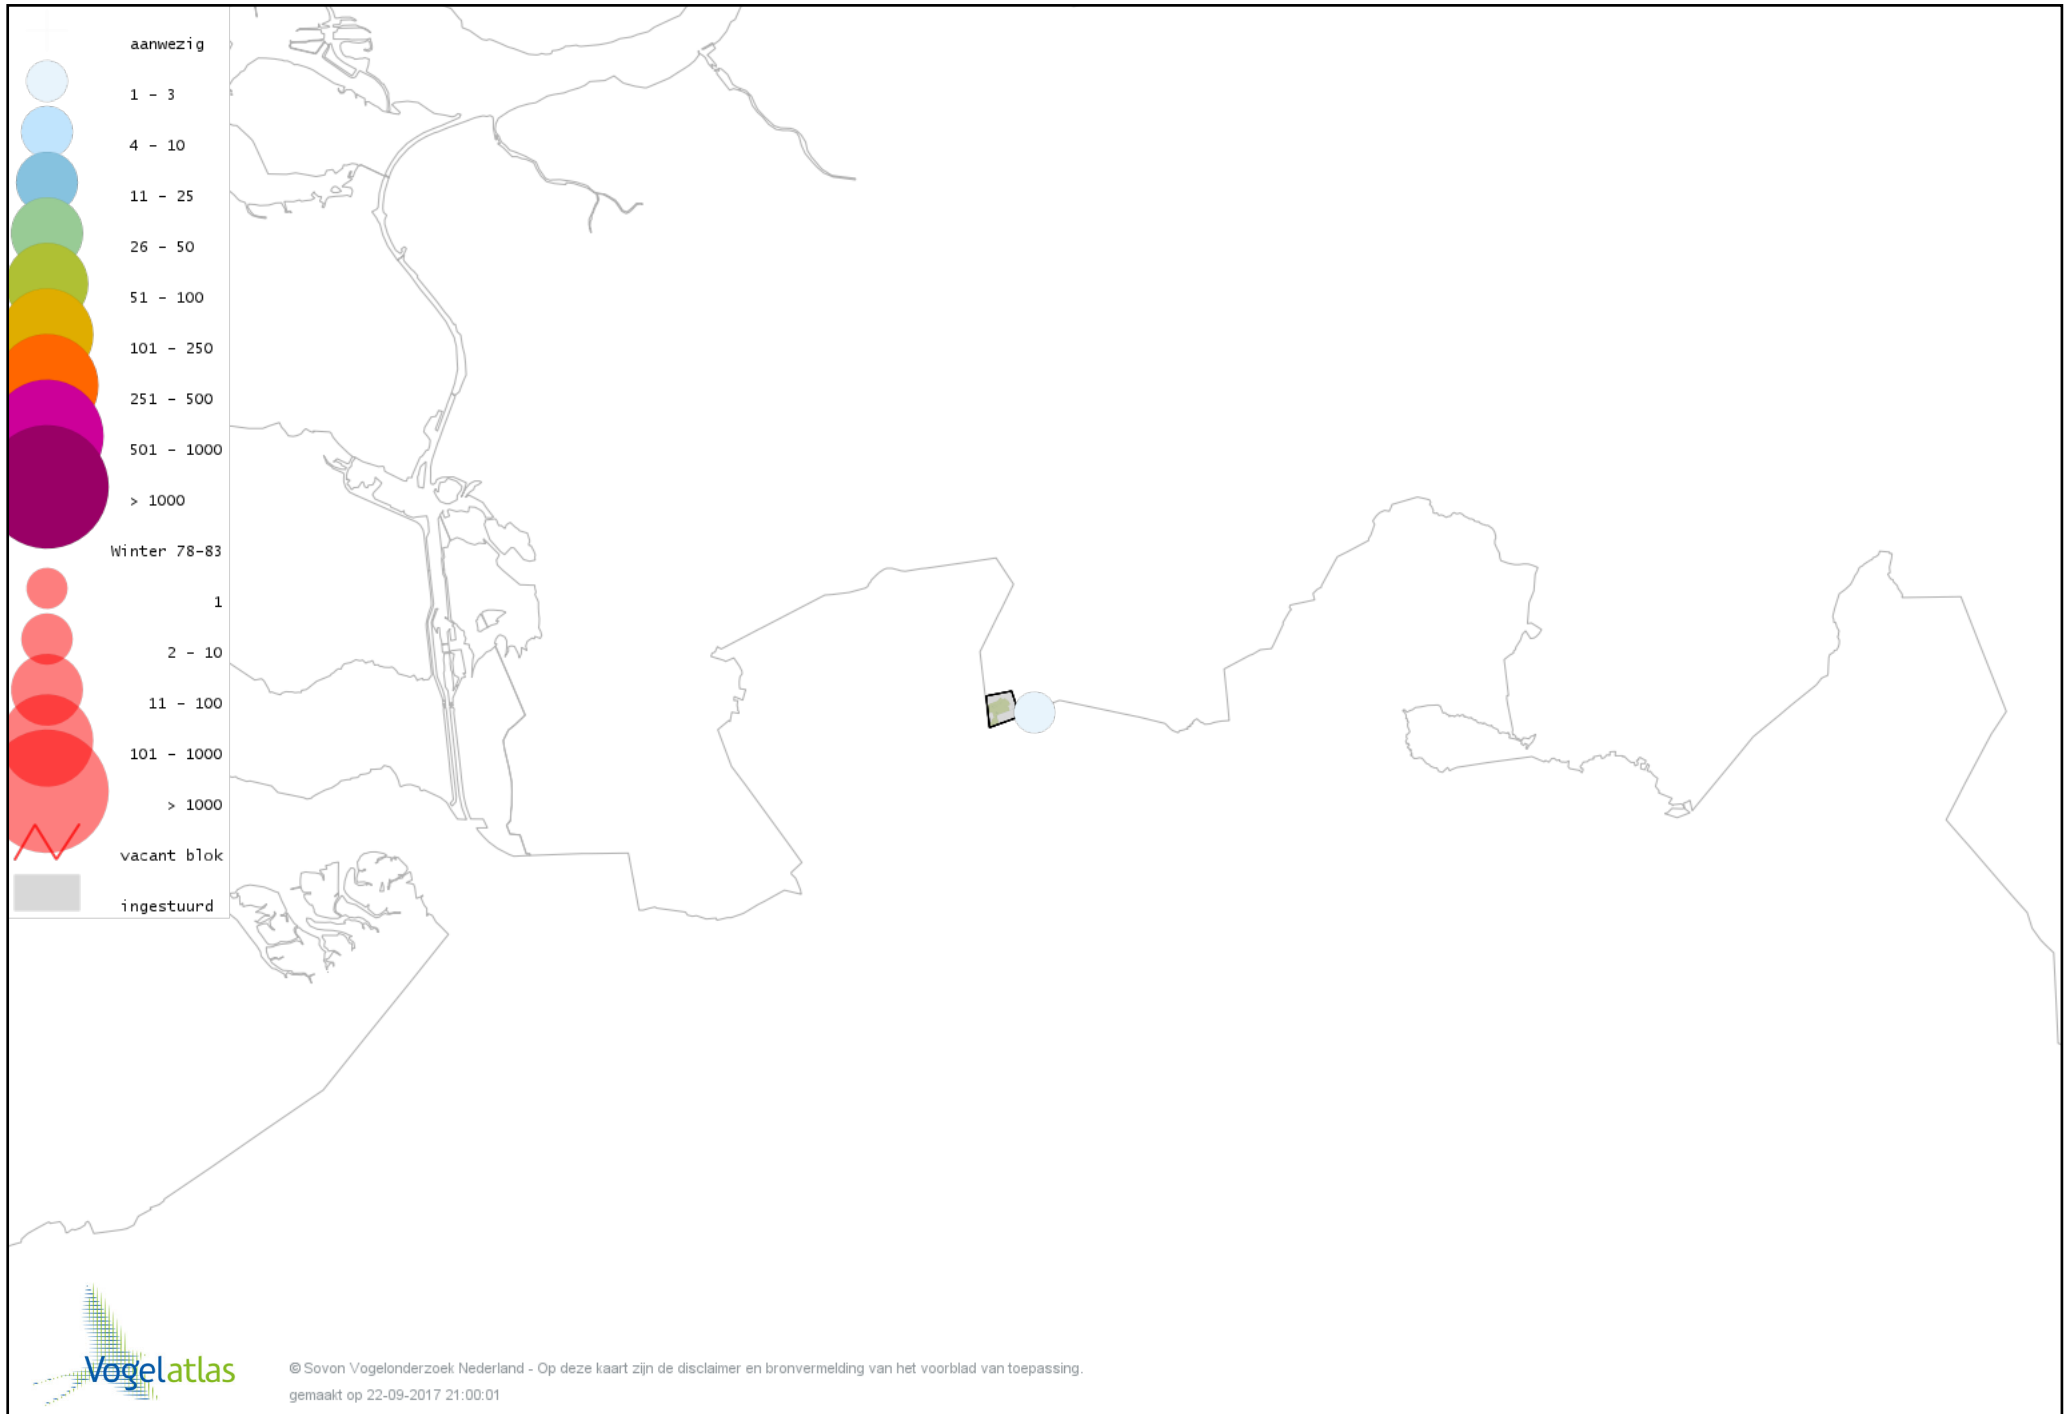 aanwezig
1 - 3
4 - 10
11 - 25
26 - 50
51 - 100
101 - 250
251 - 500
501 - 1000
> 1000
Winter 78-83
1
2 - 10
11 - 100
101 - 1000
> 1000
vacant blok
ingestuurd
Vogelatlas
© Sovon Vogelonderzoek Nederland - Op deze kaart zijn de disclaimer en bronvermelding van het voorblad van toepassing.
gemaakt op 22-09-2017 21:00:01